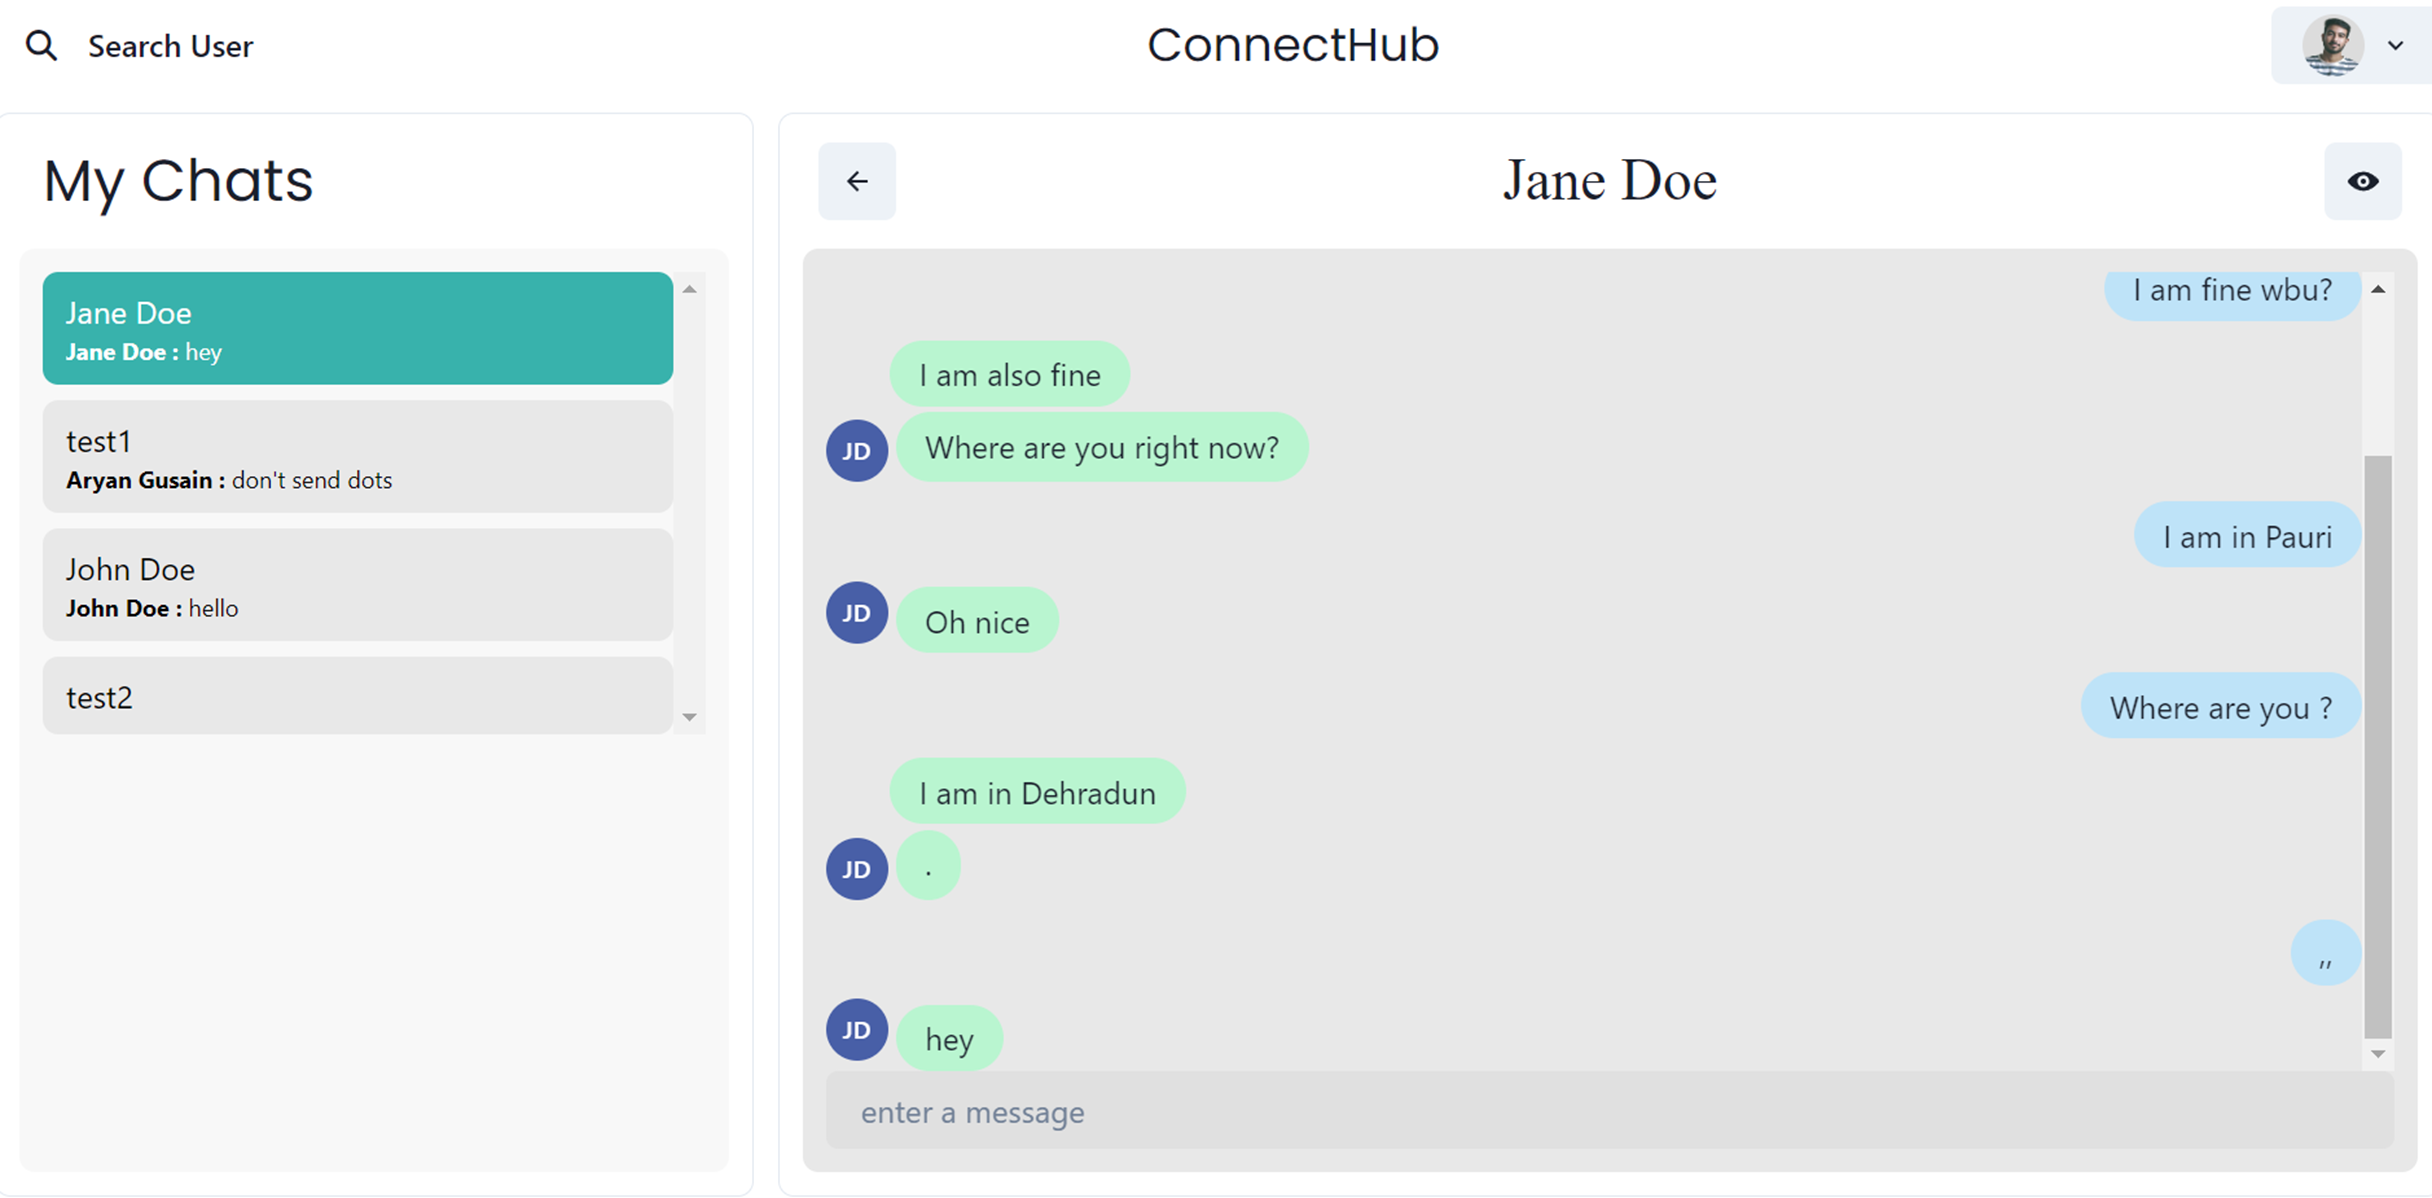 Search User
ConnectHub
My Chats
Jane Doe
Jane Doe : hey
test1
Aryan Gusain : don't send dots
John Doe
John Doe : hello
test2
Jane Doe
I am fine wbu?
I am also fine
JD
Where are you right now?
I am in Pauri
JD
Oh nice
Where are you ?
I am in Dehradun
JD
.
,,
JD
hey
enter a message